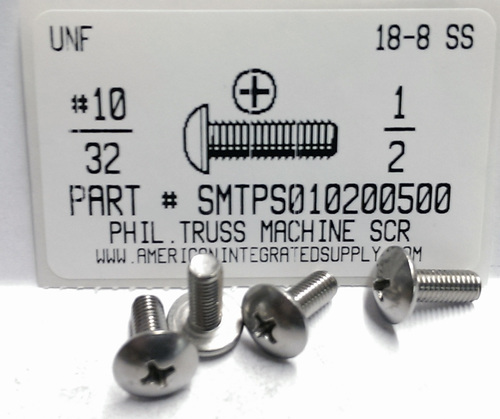 UNF 18-8 SS
#10 1
32 2
PART # SMTPS010200500
PHIL.TRUSS MACHINE SCR
WWW.AMERICANINTEGRATEDSUPPLY.COM